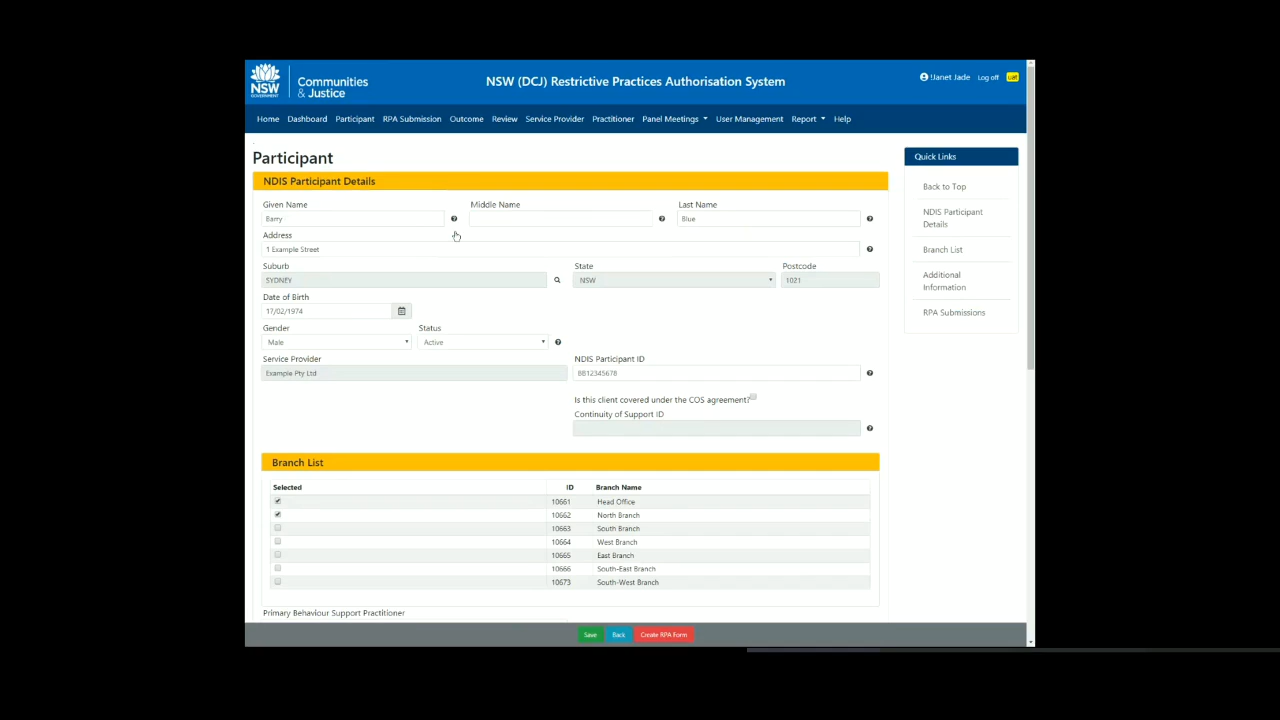 NSW
GOVERNMENT
Communities
& Justice
NSW (DCJ) Restrictive Practices Authorisation System
!Janet Jade Log off uat
Home Dashboard Participant RPA Submission Outcome Review Service Provider Practitioner Panel Meetings User Management Report Help
Participant
Quick Links
Back to Top
NDIS Participant
Details
Branch List
Additional
Information
RPA Submissions
NDIS Participant Details
Given Name Middle Name Last Name
Barry Blue
Address
1 Example Street
Suburb State Postcode
SYDNEY NSW 1021
Date of Birth
17/02/1974
Gender Status
Male Active
Service Provider NDIS Participant ID
Example Pty Ltd 8812345678
Is this client covered under the COS agreement?
Continuity of Support ID
Branch List
Selected ID Branch Name
10661 Head Office
10662 North Branch
10663 South Branch
10664 West Branch
10665 East Branch
10666 South-East Branch
10673 South-West Branch
Primary Behaviour Support Practitioner
Save Back Create RPA Form